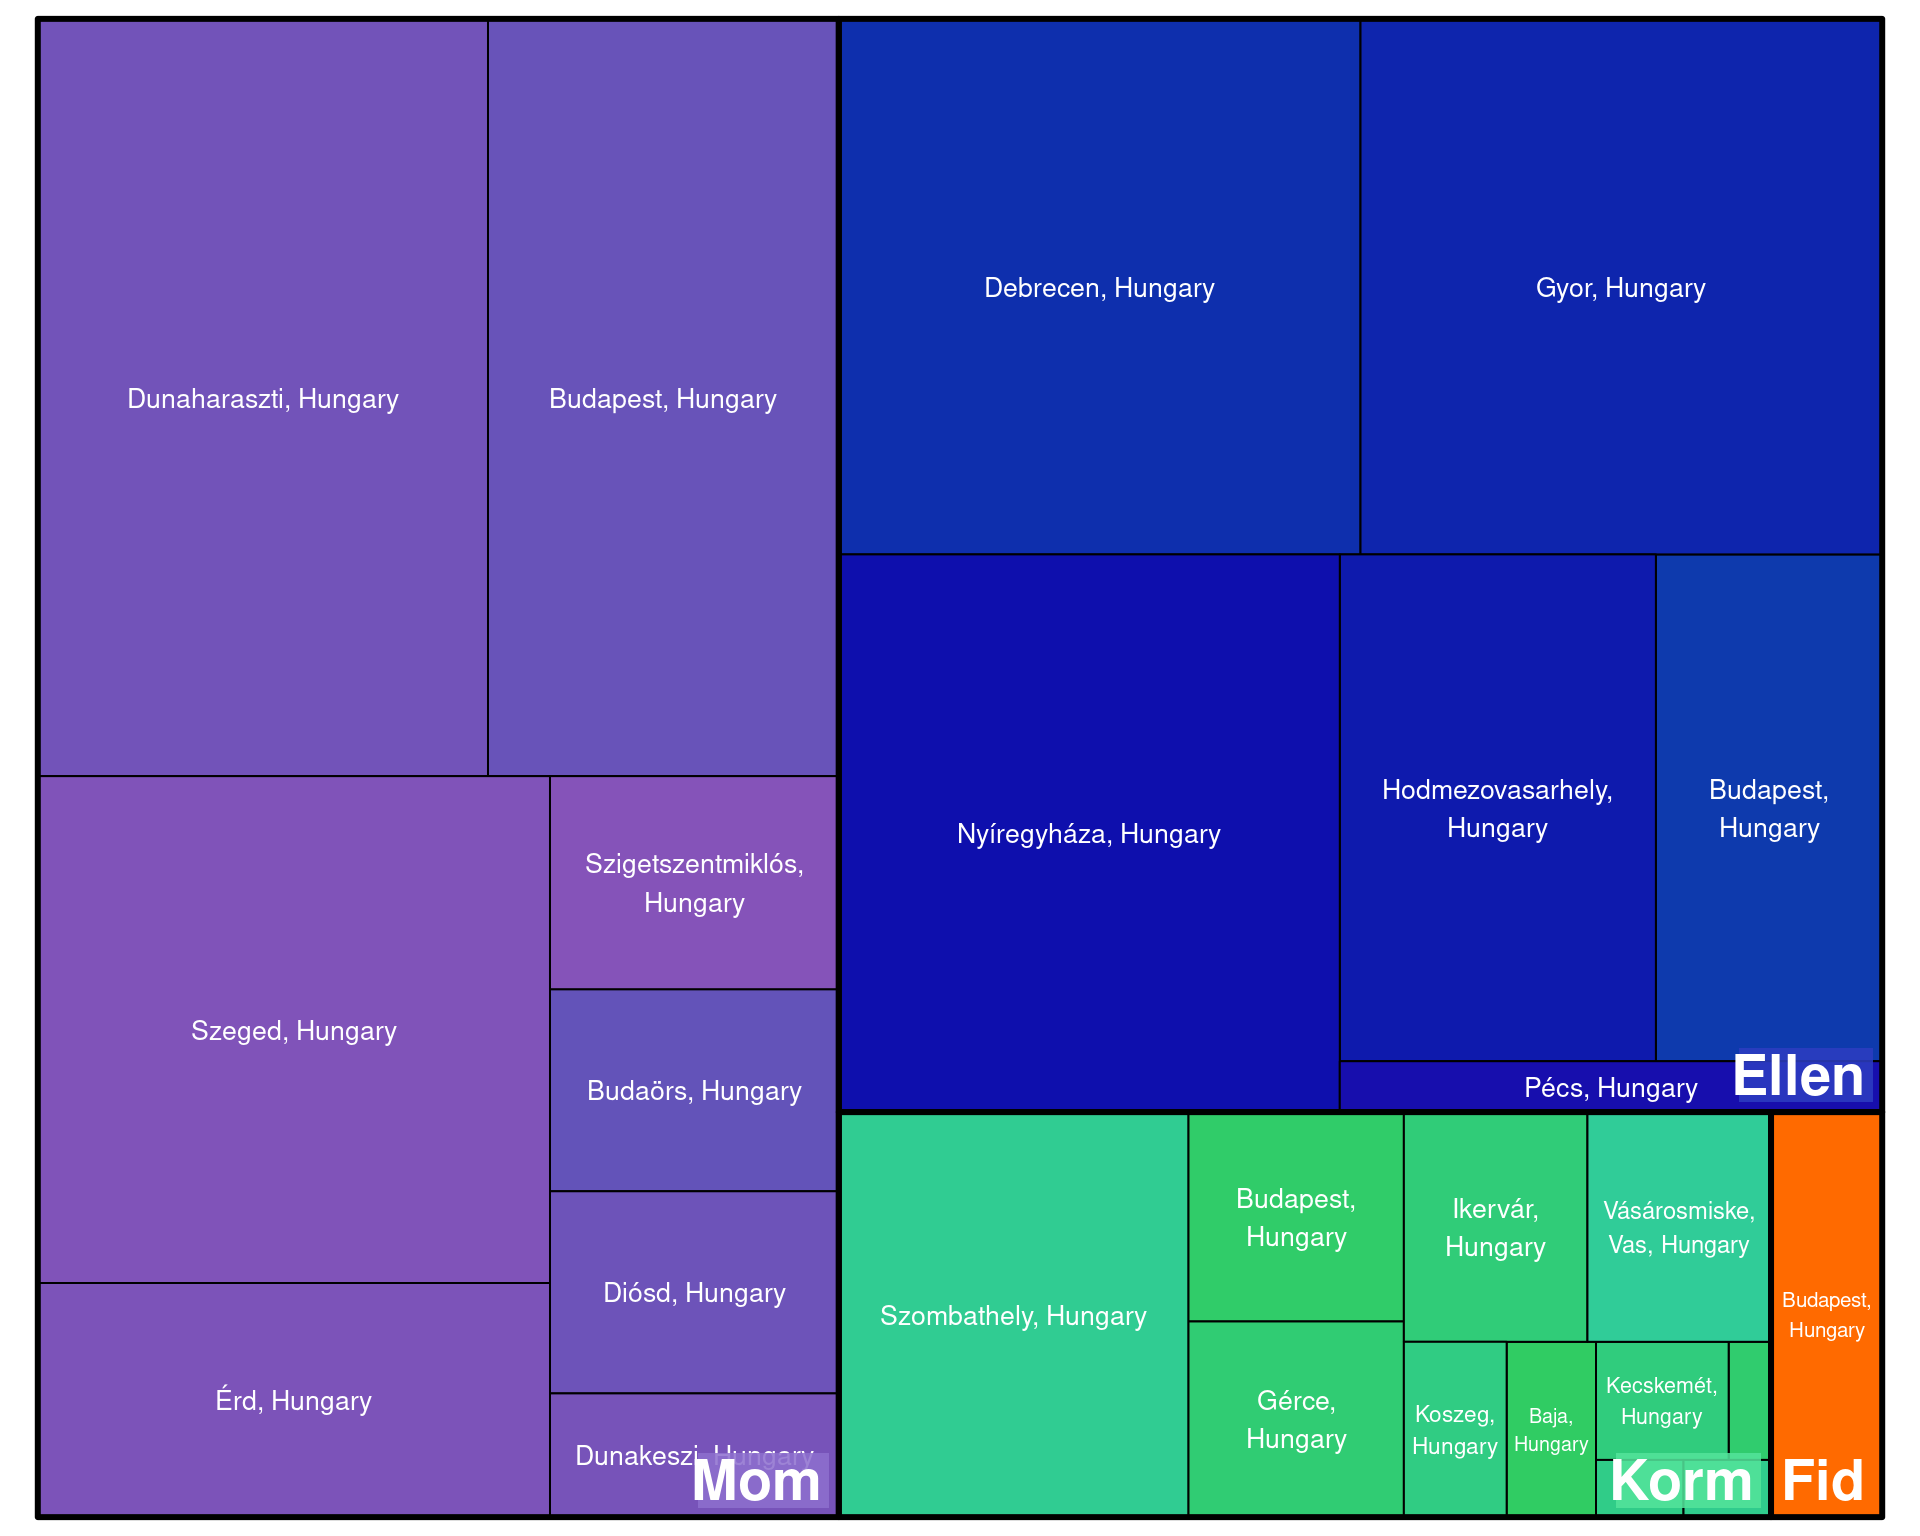 Dunaharaszti, Hungary
Budapest, Hungary
Szeged, Hungary
Szigetszentmiklós,
Hungary
Budaörs, Hungary
Diósd, Hungary
Érd, Hungary
Dunakeszi, Hungary
Mom
Debrecen, Hungary
Gyor, Hungary
Nyíregyháza, Hungary
Hodmezovasarhely,
Hungary
Budapest,
Hungary
Pécs, Hungary
Ellen
Szombathely, Hungary
Budapest,
Hungary
Gérce,
Hungary
Ikervár,
Hungary
Vásárosmiske,
Vas, Hungary
Koszeg,
Hungary
Baja,
Hungary
Kecskemét,
Hungary
Korm
Budapest,
Hungary
Fid